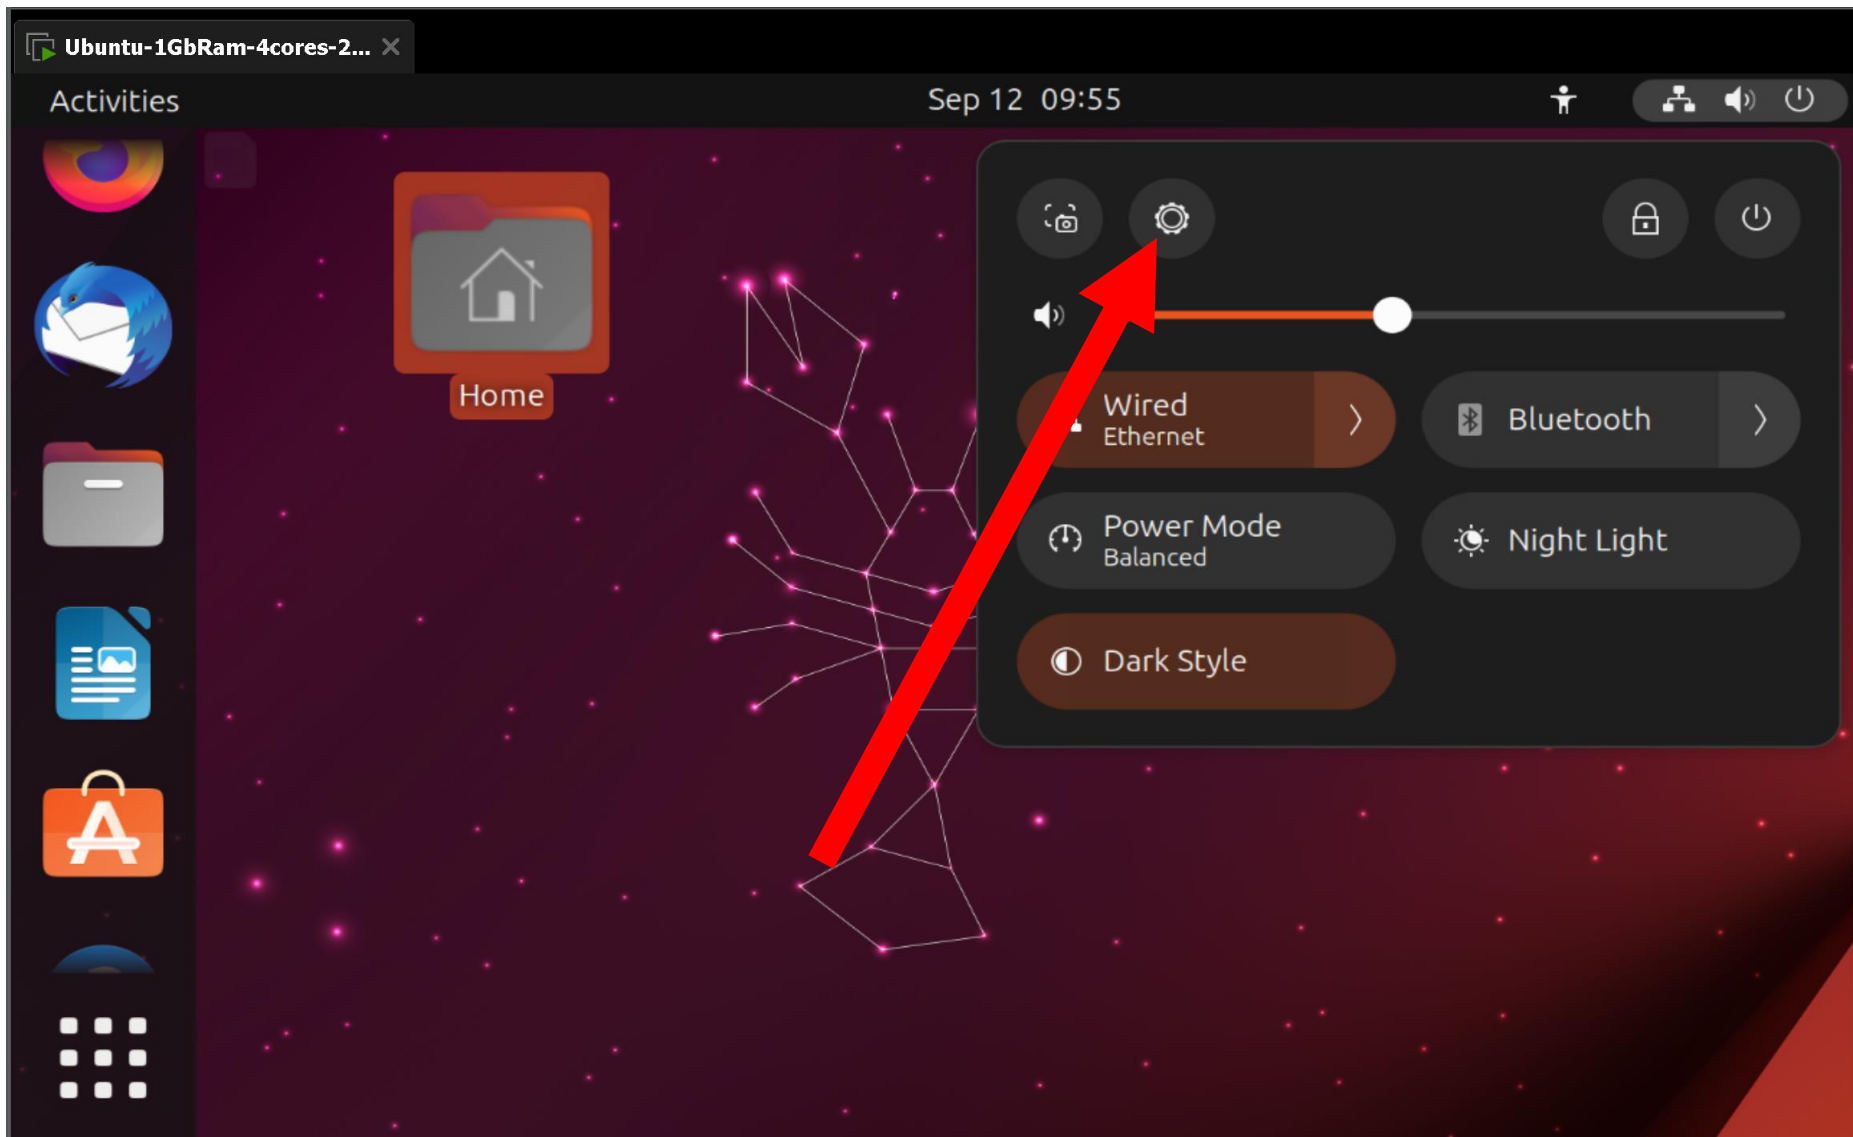 Ubuntu-1GbRam-4cores-2...
Activities
Sep 12 09:55
Home
Wired
Ethernet
Bluetooth
Power Mode
Balanced
Night Light
Dark Style